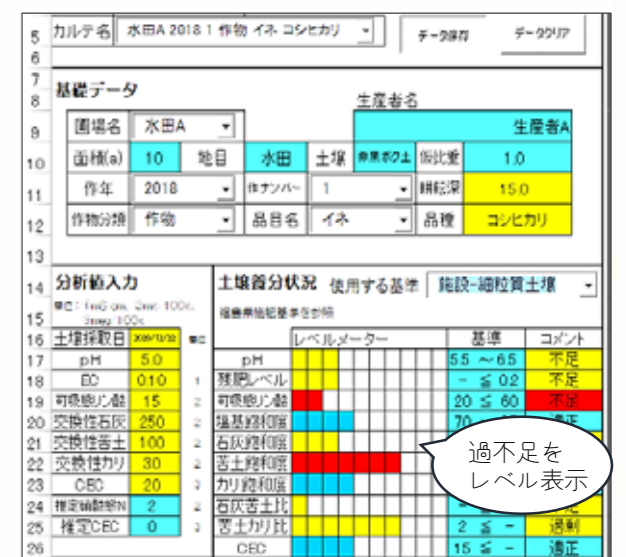 5 カルテ名 水田A 2018 1 作物 イネ コシヒカリ データ保存 データクリア
6
7
8 基礎データ 生産者名
9 圃場名 水田A 生産者A
10 面積(a) 10 地目 水田 土壌 非黒ボク土 仮比重 1.0
11 作年 2018 作ナンバー 1 耕耘深 15.0
12 作物分類 作物 品目名 イネ 品種 コシヒカリ
13
14 分析値入力 土壌養分状況 使用する基準 施設-細粒質土壌
15
16 土壌採取日 レベルメーター 基準 コメント
17 pH 5.0 pH 5.5 ~6.5 不足
18 EC 0.10 1 残肥レベル - ≦ 0.2 不足
19 可吸態リン酸 15 2 可吸態リン酸 20 ≦ 60 不足
20 交換性石灰 250 2 塩基飽和度 70 適正
21 交換性苦土 100 2 石灰飽和度
22 交換性カリ 30 2 苦土飽和度
23 CEC 20 カリ飽和度
24 推定硝酸態N 2 2 石灰苦土比
25 推定CEC 0 苦土カリ比 2 ≦ - 過剰
26 CEC 15 ≦ - 適正
過不足を
レベル表示